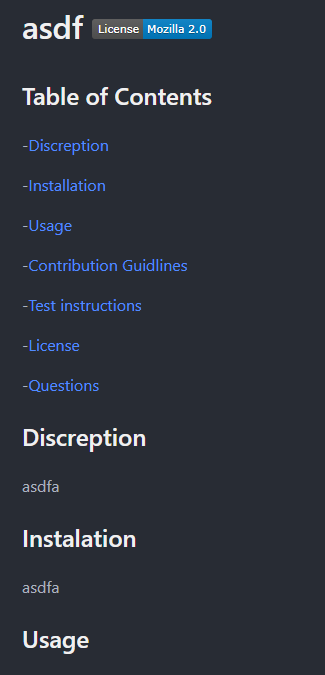 asdf License Mozilla 2.0
Table of Contents
-Discreption
-Installation
-Usage
-Contribution Guidlines
-Test instructions
-License
-Questions
Discreption
asdfa
Instalation
asdfa
Usage